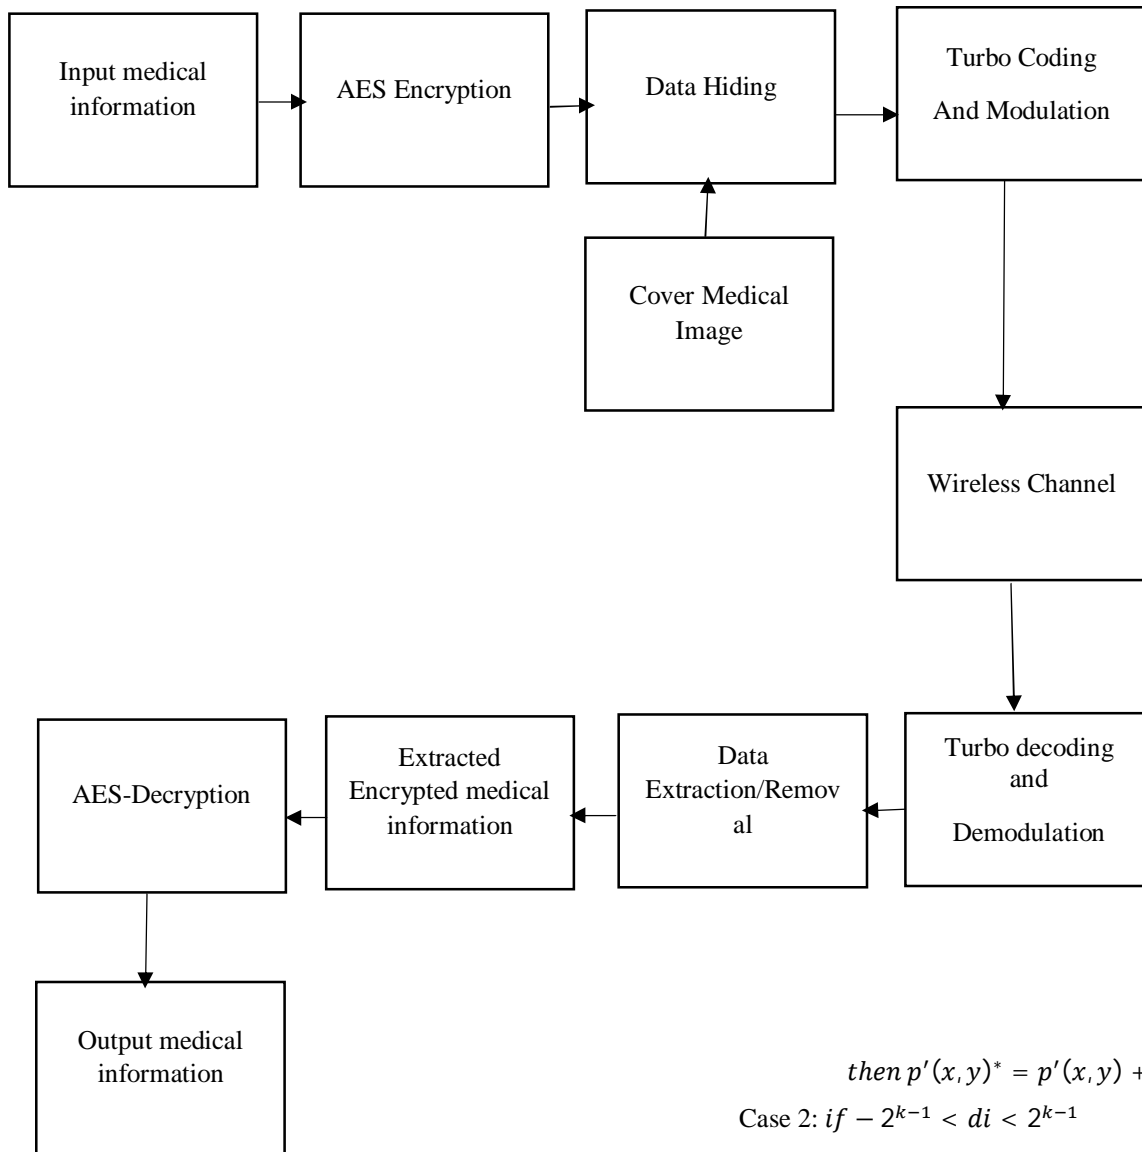 Input medical
information
AES Encryption
Data Hiding
Turbo Coding
And Modulation
Cover Medical
Image
Wireless Channel
Turbo decoding
and
Demodulation
Data
Extraction/Remov
al
Extracted
Encrypted medical
information
AES-Decryption
Output medical
information
then p′(x, y)* = p′(x, y) +
Case 2: if − 2^{k−1} < di < 2^{k−1}